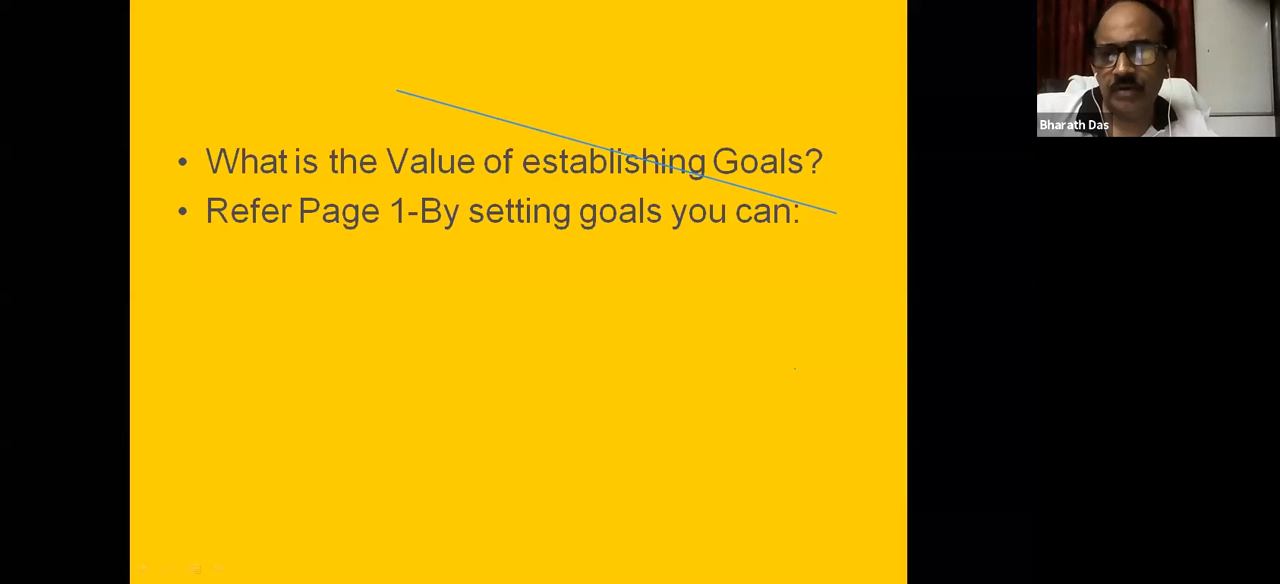 • What is the Value of establishing Goals?
• Refer Page 1-By setting goals you can:
Bharath Das